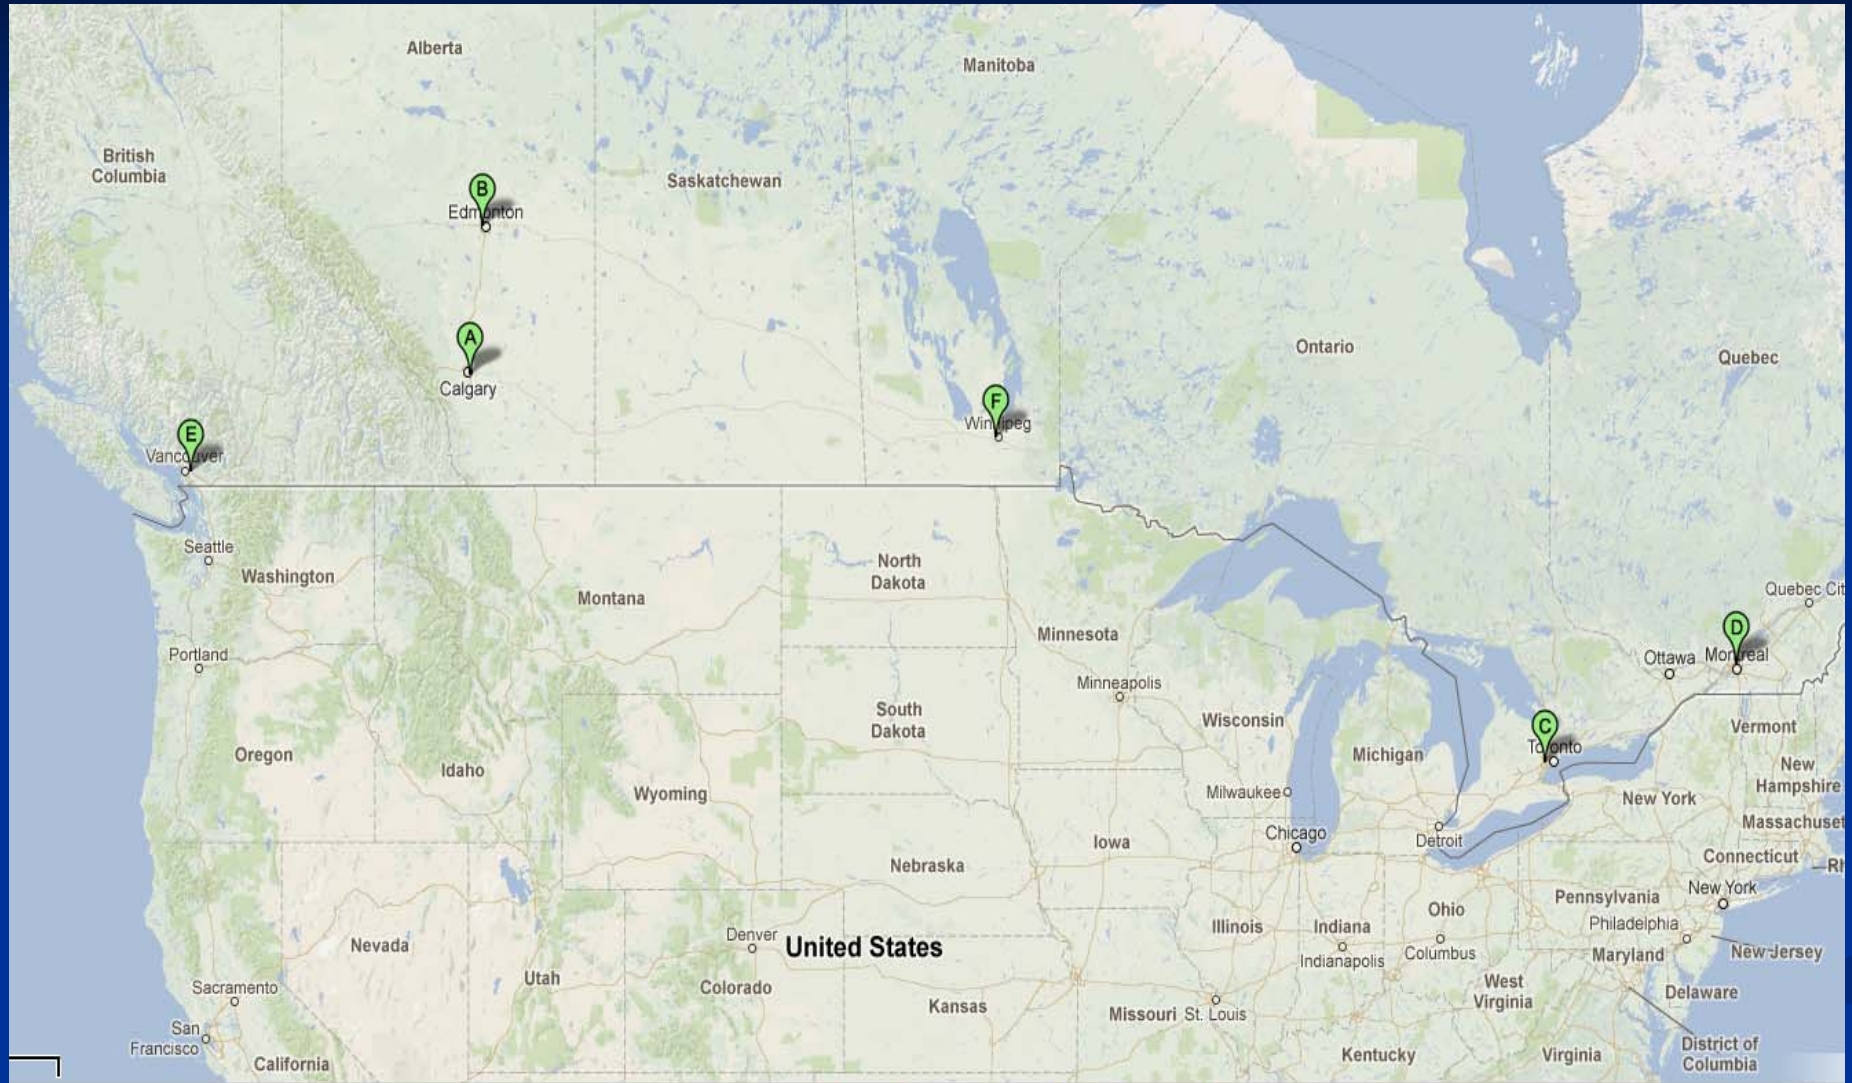 Alberta
Manitoba
British
Columbia
Saskatchewan
B
Edmonton
A
Calgary
Ontario
Quebec
F
Winnipeg
E
Vancouver
Seattle
Washington
North
Dakota
Montana
Quebec Cit
Minnesota
D
Portland
Ottawa
Montreal
Minneapolis
South
Dakota
Wisconsin
C
Toronto
Vermont
Oregon
Idaho
Michigan
New
Hampshire
Wyoming
Milwaukee
New York
Massachuset
Chicago
Detroit
Iowa
Connecticut
Nebraska
Rh
New York
Pennsylvania
Ohio
Philadelphia
Illinois
Indiana
Nevada
Denver
United States
Columbus
Indianapolis
Maryland
New Jersey
Utah
Colorado
West
Virginia
Sacramento
Delaware
Kansas
Missouri
St. Louis
San
Francisco
District of
Columbia
California
Kentucky
Virginia